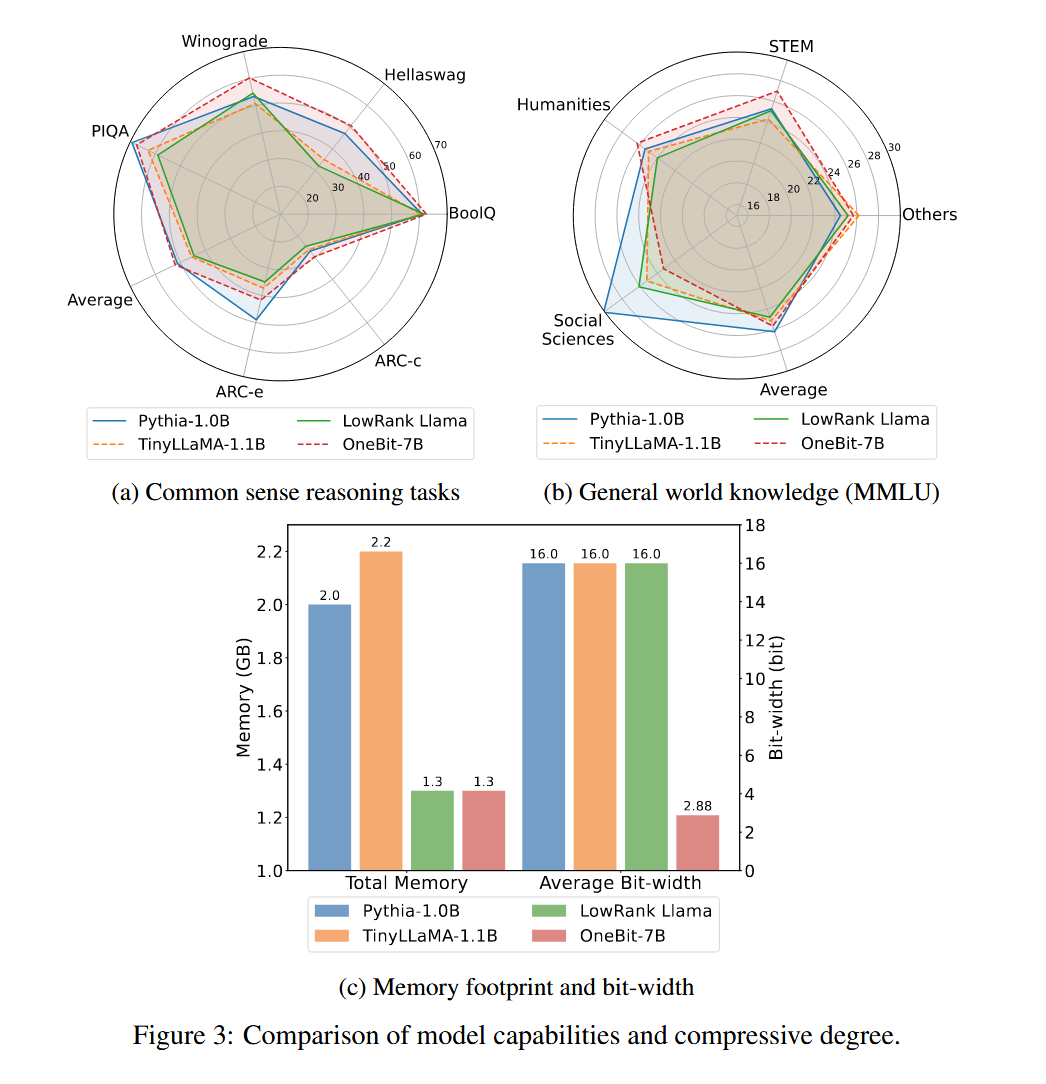 Winogrande
Hellaswag
PIQA
70
60
50
40
30
20
BoolQ
Average
ARC-c
ARC-e
Pythia-1.0B
LowRank Llama
TinyLLaMA-1.1B
OneBit-7B
(a) Common sense reasoning tasks
STEM
Humanities
30
28
26
24
22
20
18
16
Others
Social
Sciences
Average
Pythia-1.0B
LowRank Llama
TinyLLaMA-1.1B
OneBit-7B
(b) General world knowledge (MMLU)
Memory (GB)
2.2
2.0
1.8
1.6
1.4
1.2
1.0
2.0
2.2
1.3
1.3
16.0
16.0
16.0
2.88
18
16
14
12
10
8
6
4
2
0
Bit-width (bit)
Total Memory
Average Bit-width
Pythia-1.0B
LowRank Llama
TinyLLaMA-1.1B
OneBit-7B
(c) Memory footprint and bit-width
Figure 3: Comparison of model capabilities and compressive degree.